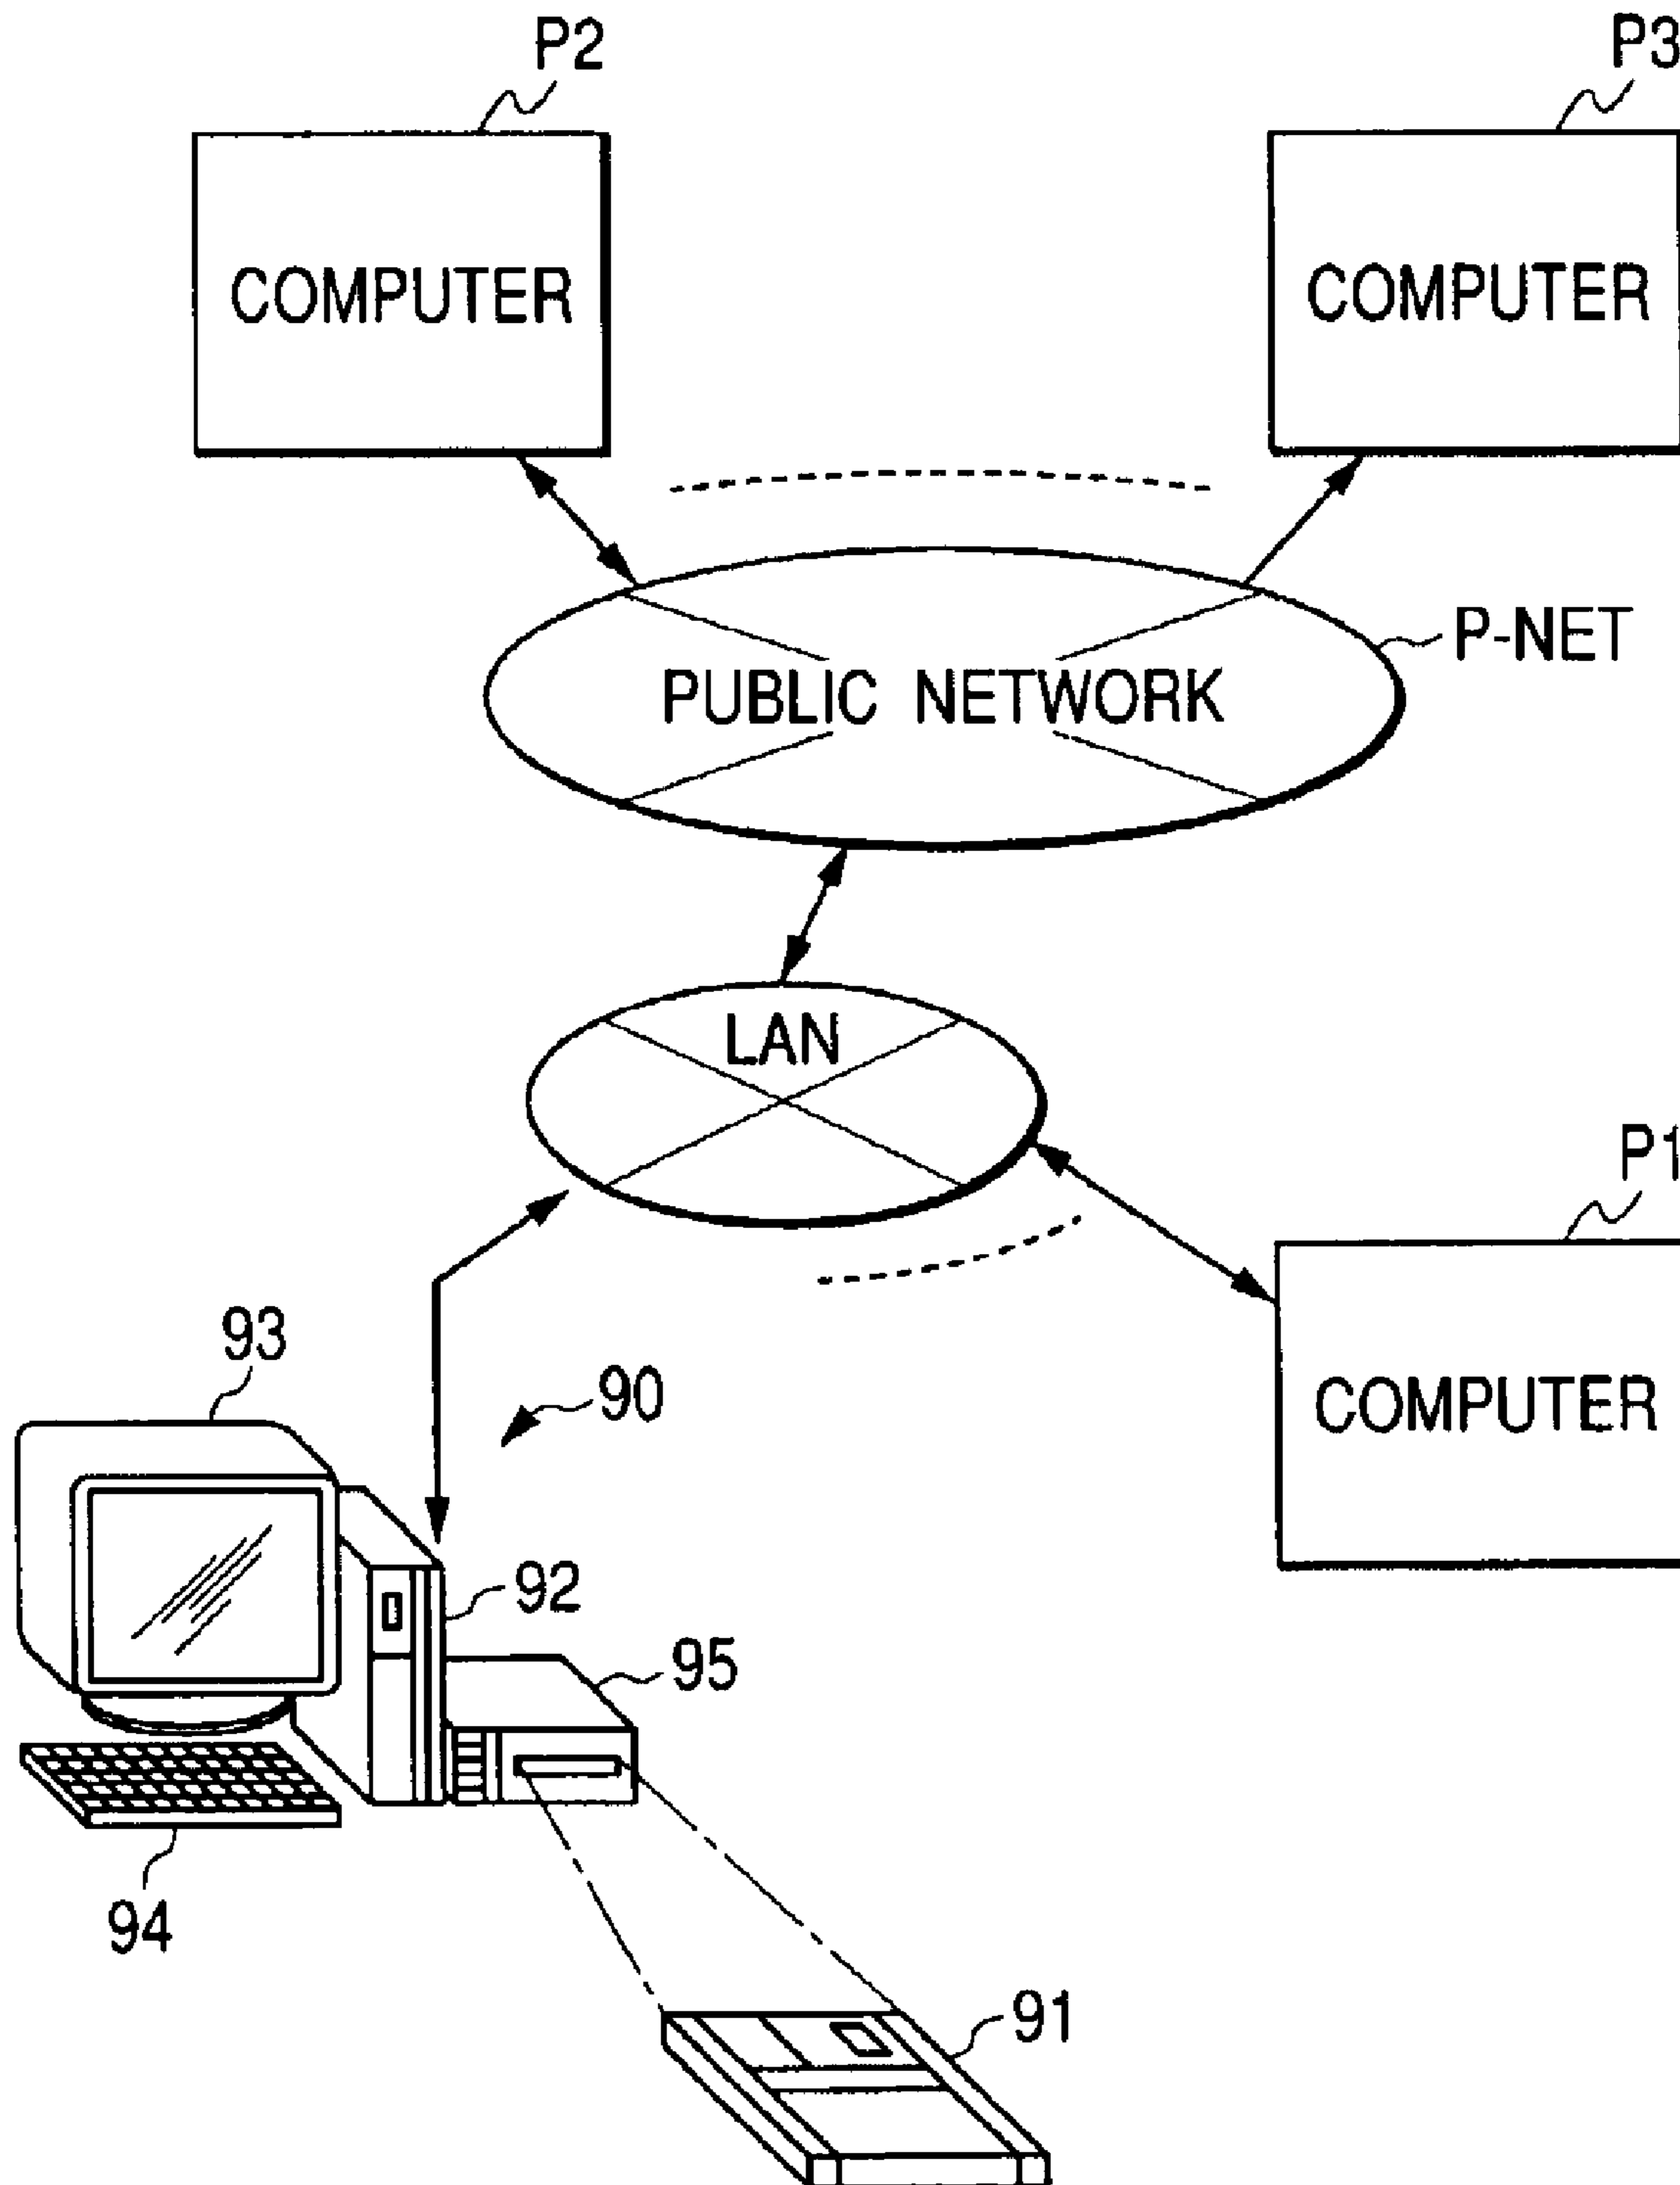 P2
P3
COMPUTER
COMPUTER
P-NET
PUBLIC NETWORK
LAN
P1
93
90
COMPUTER
92
95
94
91